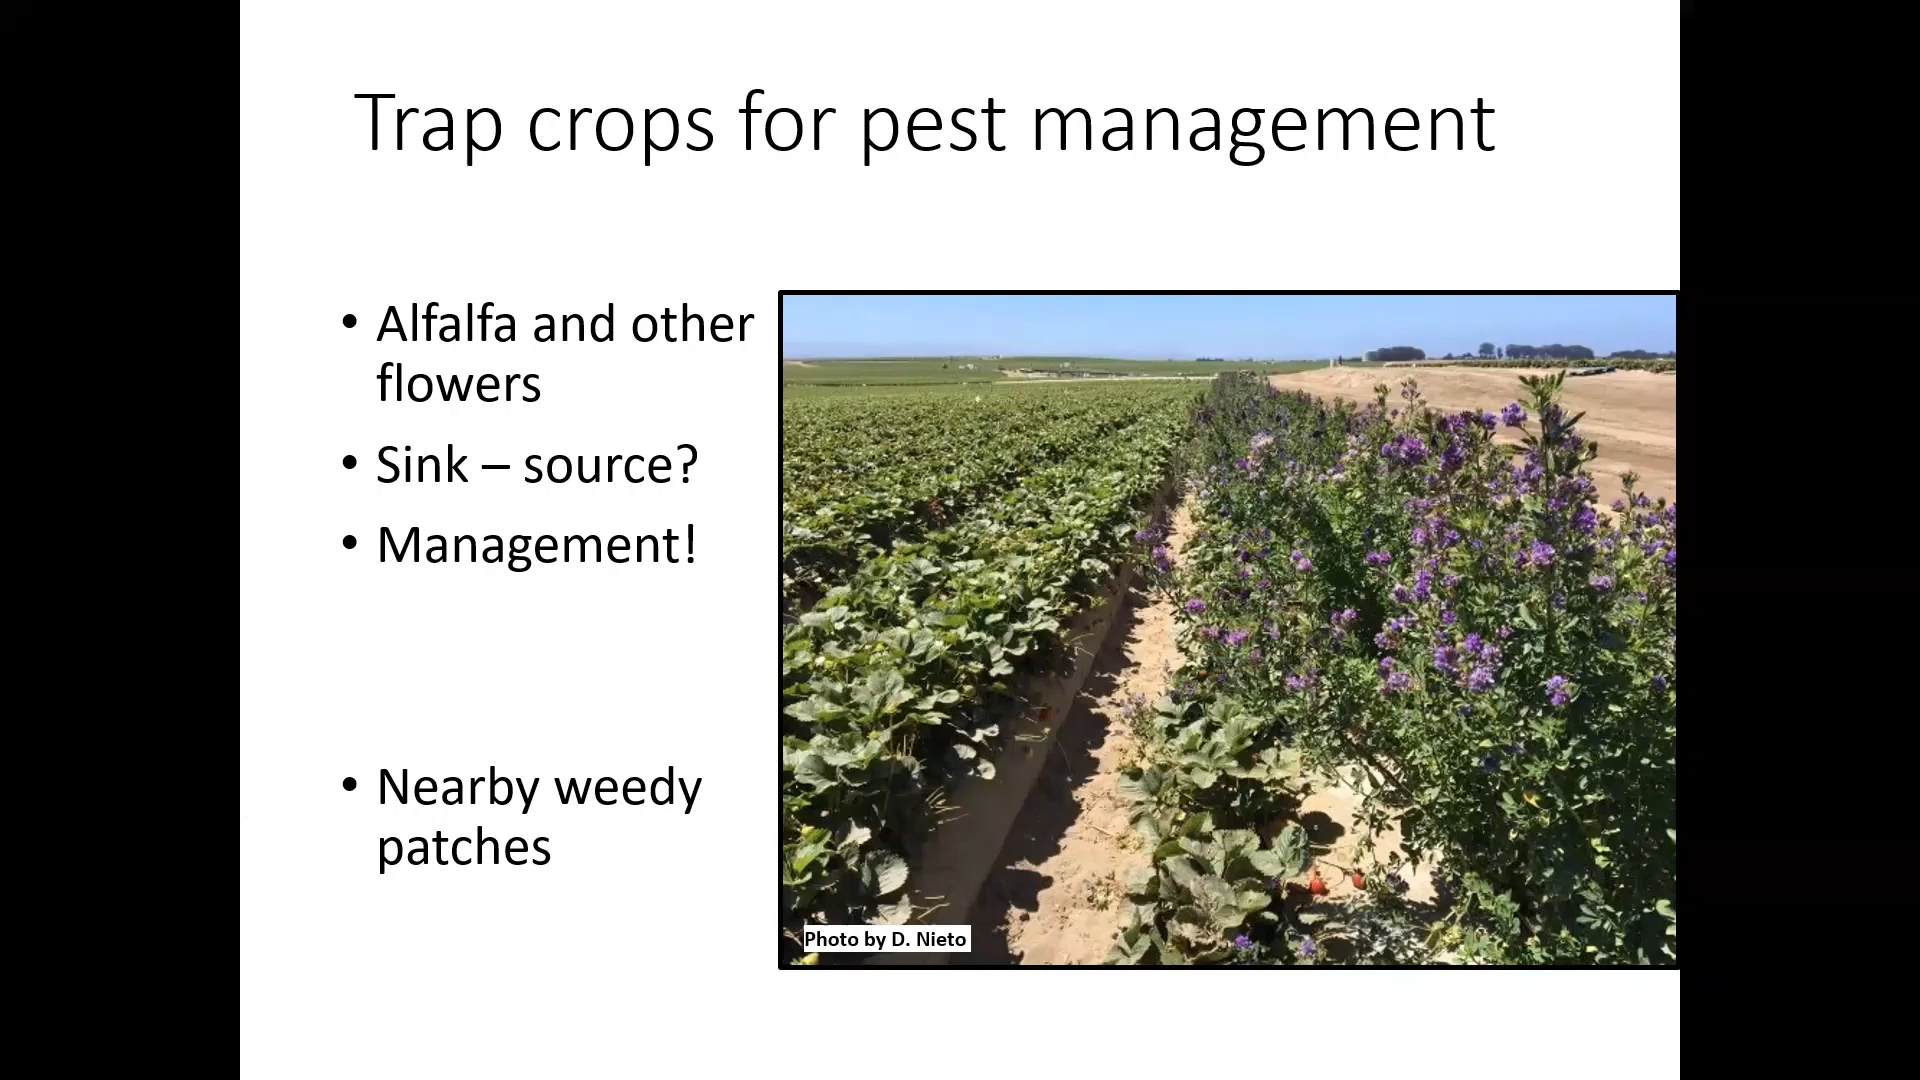 Trap crops for pest management
• Alfalfa and other
flowers
• Sink – source?
• Management!
• Nearby weedy
patches
Photo by D. Nieto